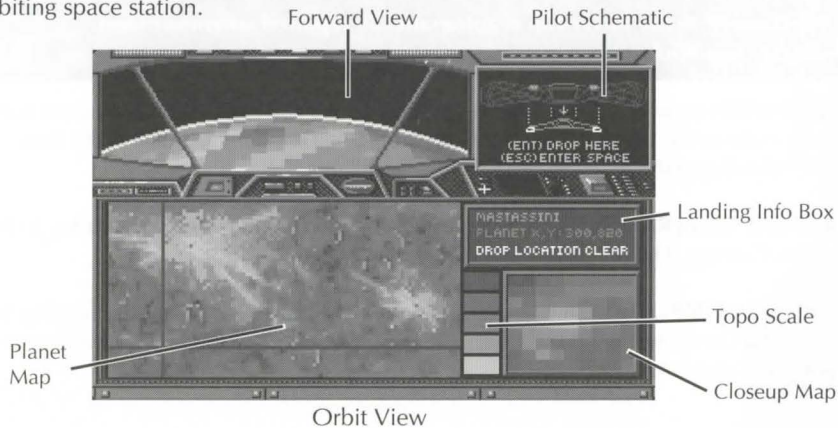 biting space station.
Forward View
Pilot Schematic
(ENT) DROP HERE
(ESC) ENTER SPACE
MASTASSINI
PLANET X,Y:300,820
DROP LOCATION CLEAR
Landing Info Box
Topo Scale
Planet
Map
Closeup Map
Orbit View